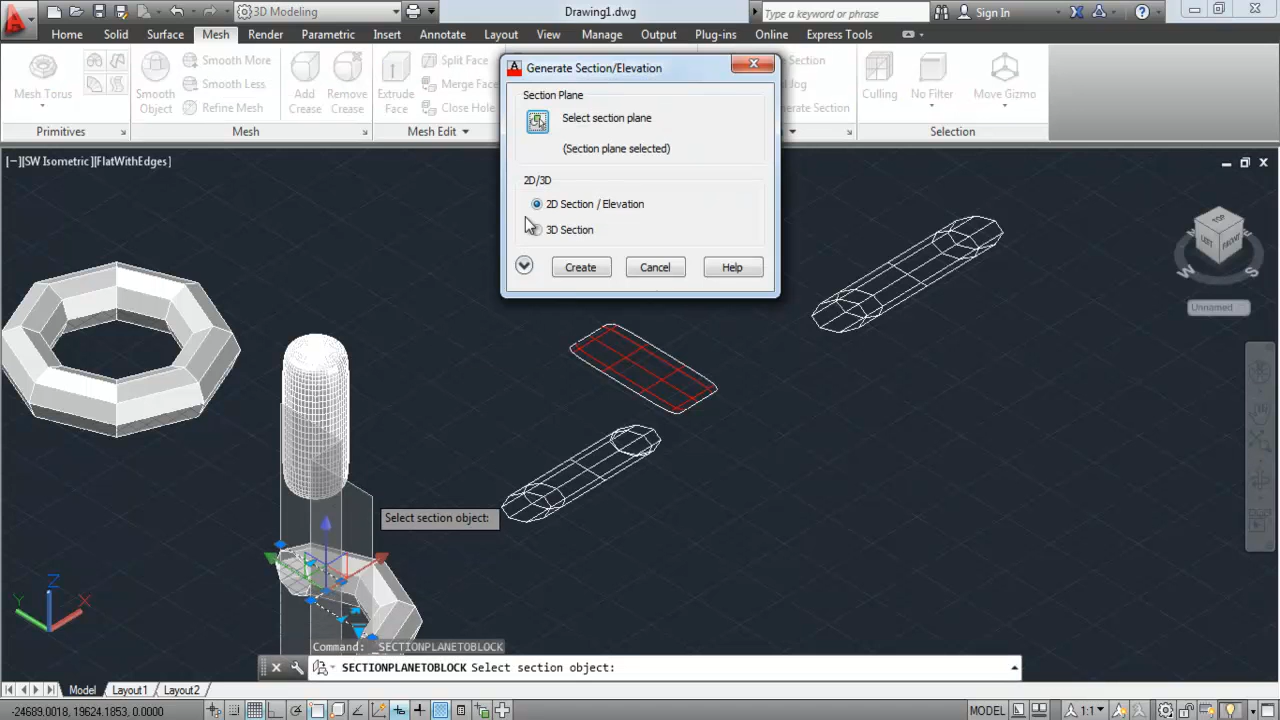 3D Modeling
Drawing1.dwg
Type a keyword or phrase
Sign In
Home
Solid
Surface
Mesh
Render
Parametric
Insert
Annotate
Layout
View
Manage
Output
Plug-ins
Online
Express Tools
Mesh Torus
Smooth Object
Smooth More
Smooth Less
Refine Mesh
Add Crease
Remove Crease
Extrude Face
Split Face
Merge Face
Close Hole
Culling
No Filter
Move Gizmo
Primitives
Mesh
Mesh Edit
Selection
Generate Section/Elevation
Section Plane
Select section plane
(Section plane selected)
2D/3D
2D Section / Elevation
3D Section
Create
Cancel
Help
[−][SW Isometric][FlatWithEdges]
TOP
LEFT
FRONT
W
S
Unnamed
Select section object:
Z
Y
X
Command: _SECTIONPLANETOBLOCK
SECTIONPLANETOBLOCK Select section object:
Model
Layout1
Layout2
-24689.0018, 19624.1853, 0.0000
MODEL
1:1